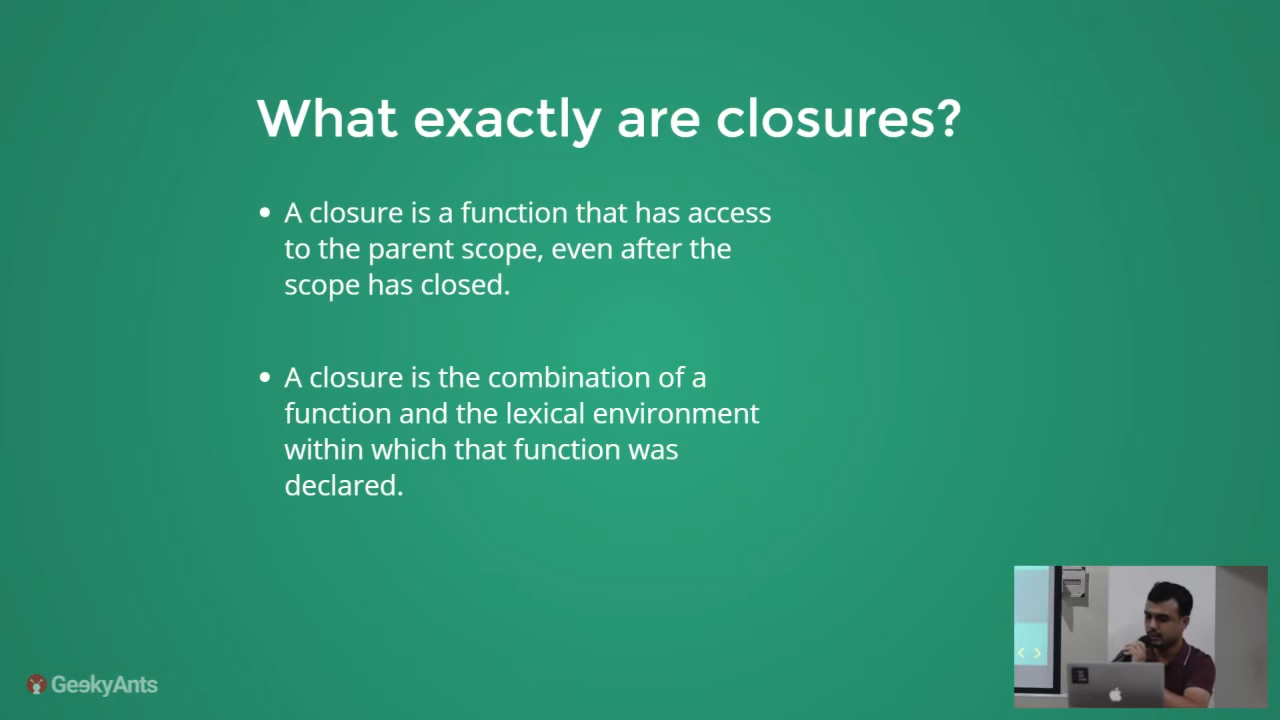 What exactly are closures?
• A closure is a function that has access
to the parent scope, even after the
scope has closed.
• A closure is the combination of a
function and the lexical environment
within which that function was
declared.
GeekyAnts